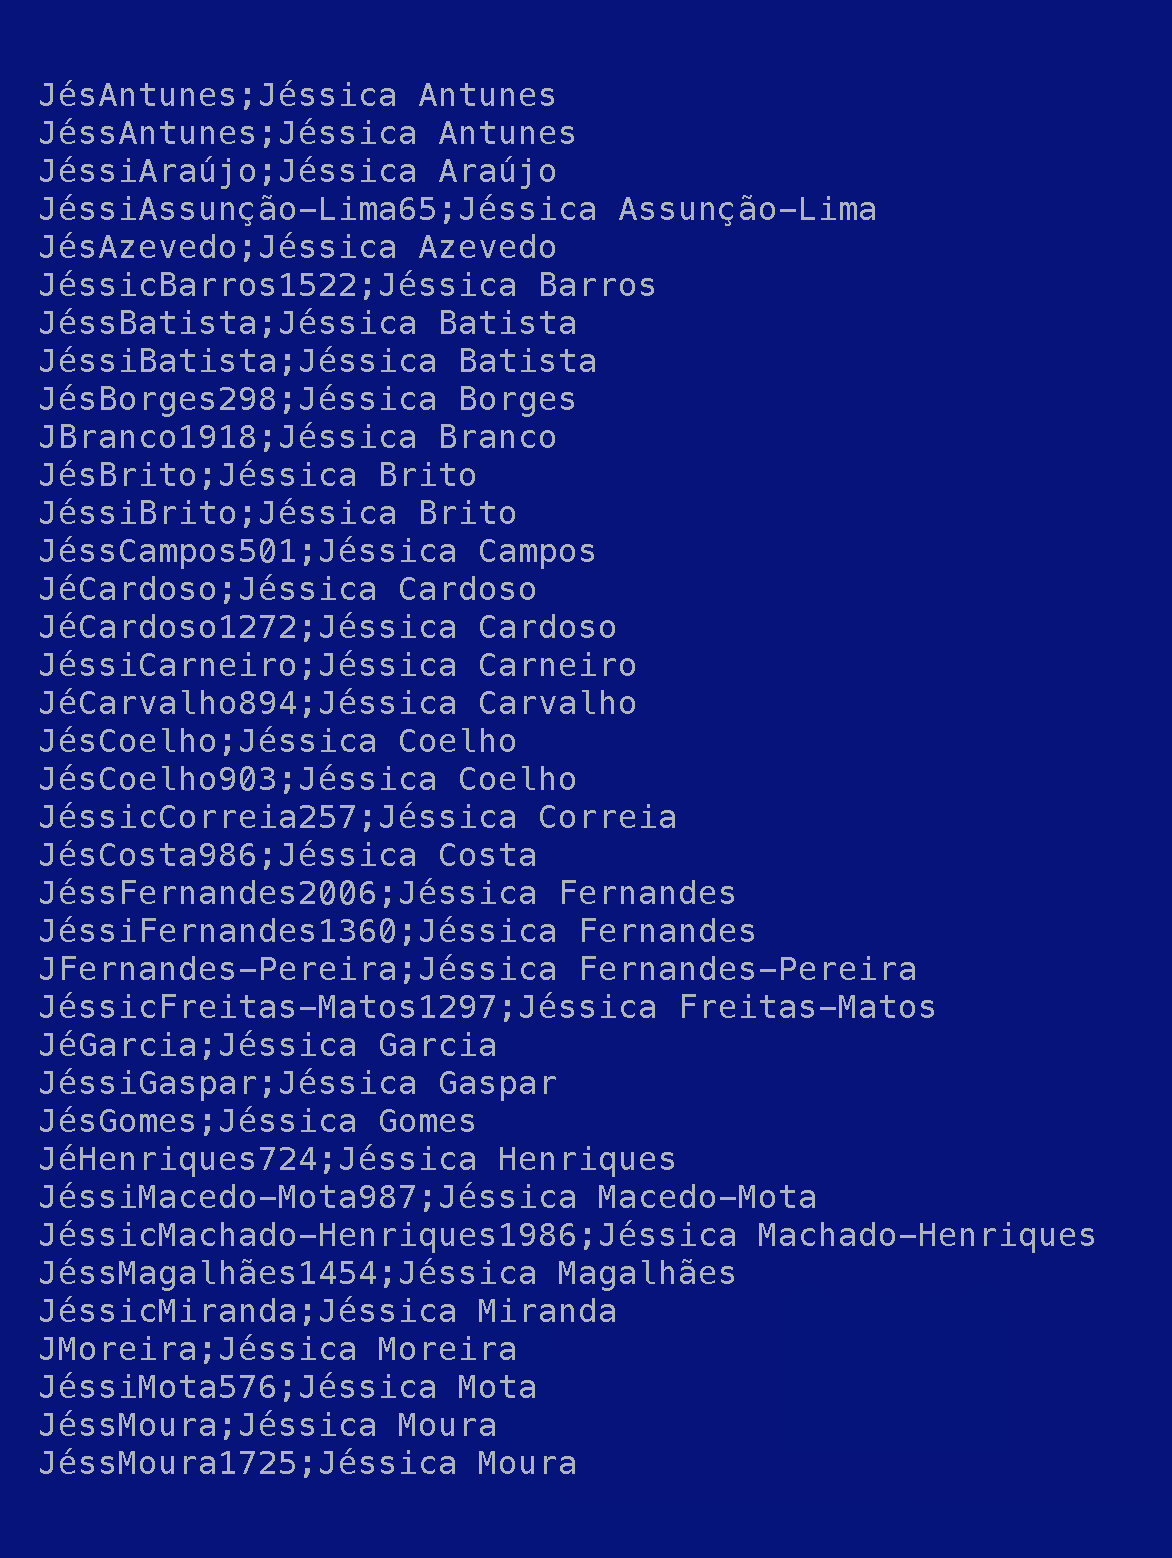 JésAntunes;Jéssica Antunes
JéssAntunes;Jéssica Antunes
JéssiAraújo;Jéssica Araújo
JéssiAssunção-Lima65;Jéssica Assunção-Lima
JésAzevedo;Jéssica Azevedo
JéssicBarros1522;Jéssica Barros
JéssBatista;Jéssica Batista
JéssiBatista;Jéssica Batista
JésBorges298;Jéssica Borges
JBranco1918;Jéssica Branco
JésBrito;Jéssica Brito
JéssiBrito;Jéssica Brito
JéssCampos501;Jéssica Campos
JéCardoso;Jéssica Cardoso
JéCardoso1272;Jéssica Cardoso
JéssiCarneiro;Jéssica Carneiro
JéCarvalho894;Jéssica Carvalho
JésCoelho;Jéssica Coelho
JésCoelho903;Jéssica Coelho
JéssicCorreia257;Jéssica Correia
JésCosta986;Jéssica Costa
JéssFernandes2006;Jéssica Fernandes
JéssiFernandes1360;Jéssica Fernandes
JFernandes-Pereira;Jéssica Fernandes-Pereira
JéssicFreitas-Matos1297;Jéssica Freitas-Matos
JéGarcia;Jéssica Garcia
JéssiGaspar;Jéssica Gaspar
JésGomes;Jéssica Gomes
JéHenriques724;Jéssica Henriques
JéssiMacedo-Mota987;Jéssica Macedo-Mota
JéssicMachado-Henriques1986;Jéssica Machado-Henriques
JéssMagalhães1454;Jéssica Magalhães
JéssicMiranda;Jéssica Miranda
JMoreira;Jéssica Moreira
JéssiMota576;Jéssica Mota
JéssMoura;Jéssica Moura
JéssMoura1725;Jéssica Moura